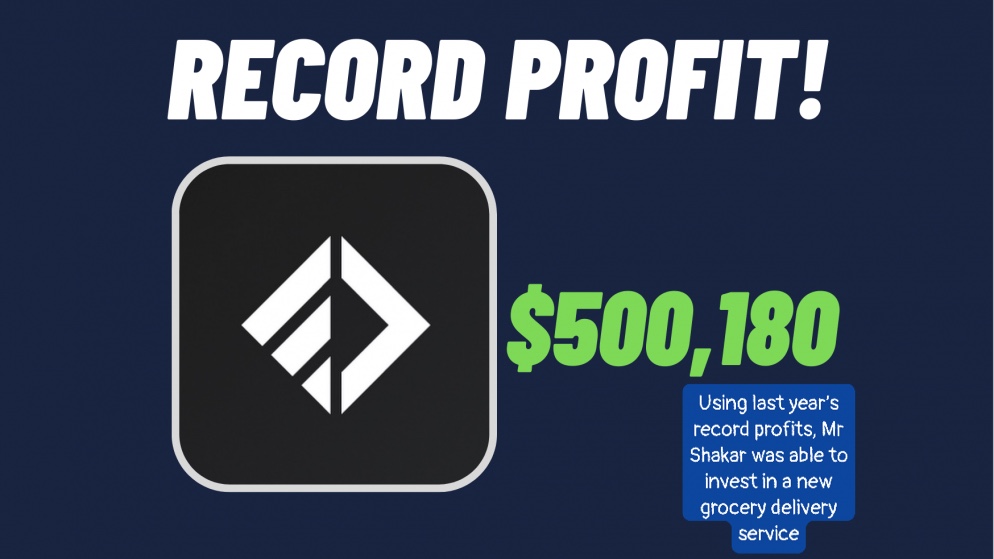 RECORD PROFIT!
$500,180
Using last year's
record profits, Mr
Shakar was able to
invest in a new
grocery delivery
service